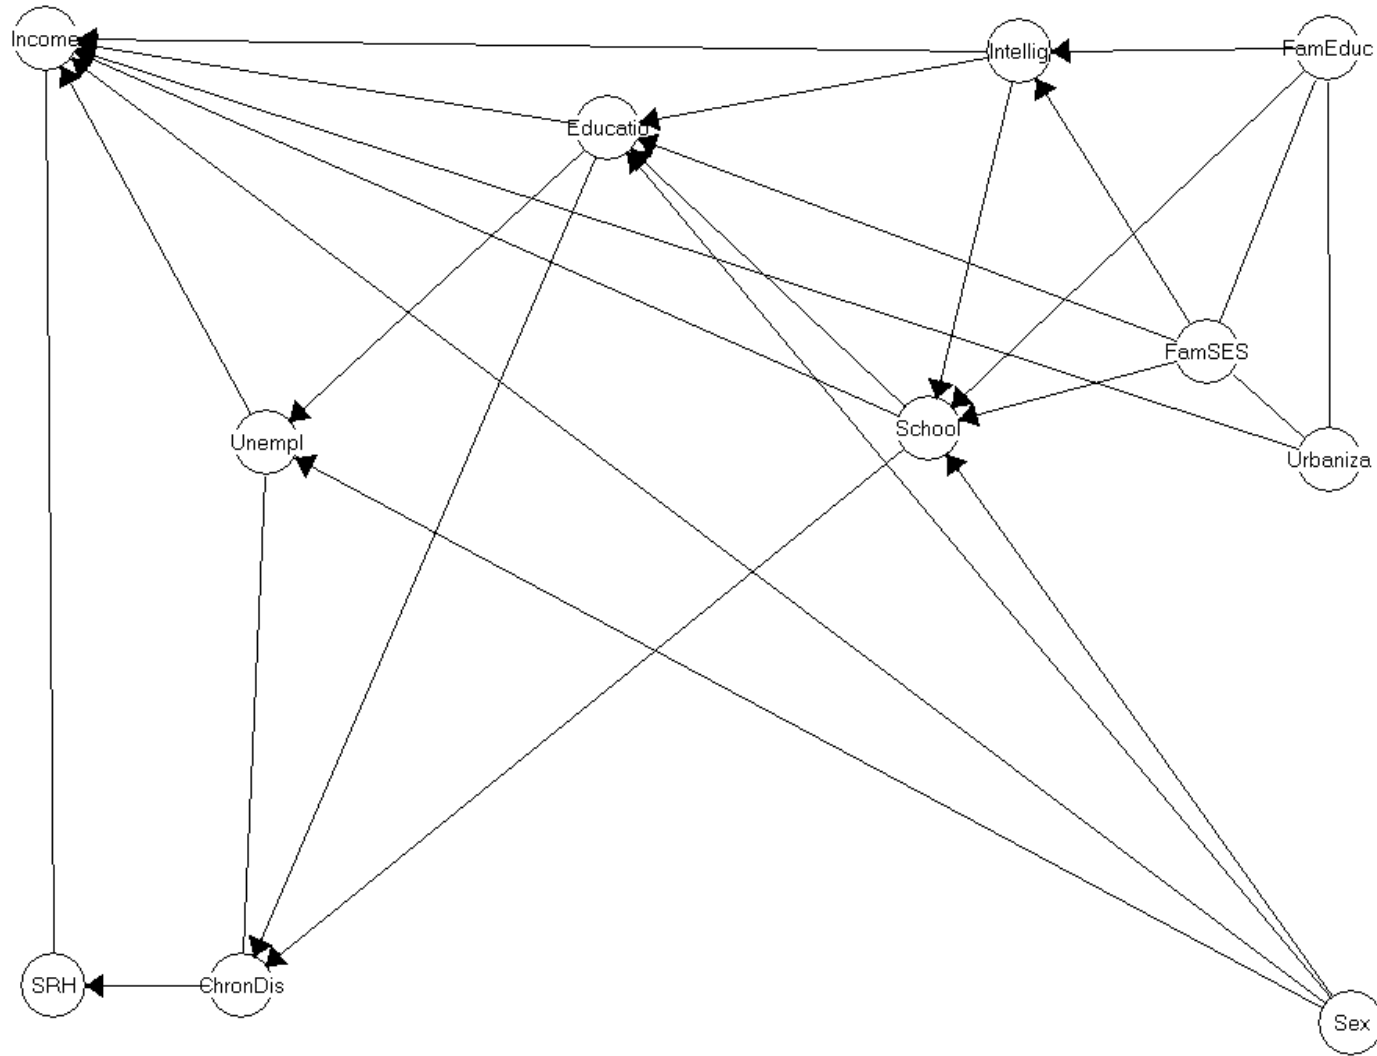 Income
Intellig
FamEduc
Educatio
FamSES
School
Unempl
Urbaniza
SRH
ChronDis
Sex